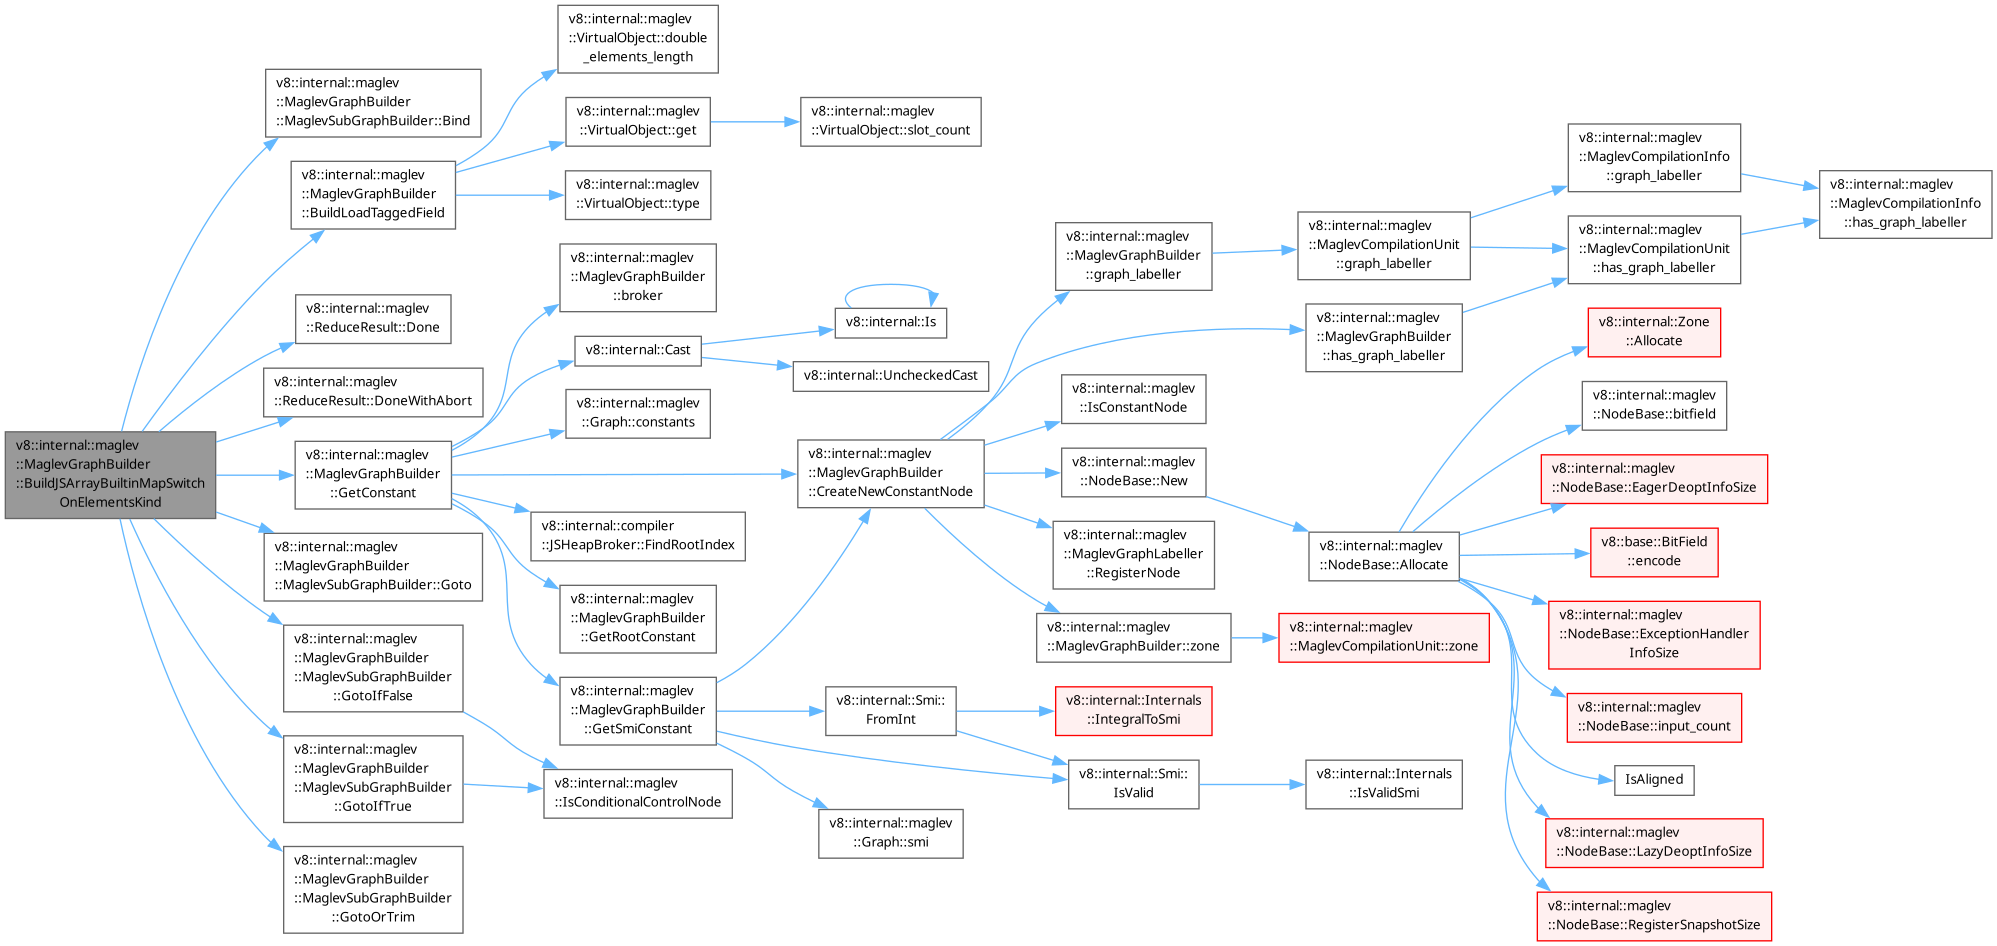 v8::internal::maglev
::MaglevGraphBuilder
::BuildJSArrayBuiltinMapSwitch
OnElementsKind
v8::internal::maglev
::MaglevGraphBuilder
::MaglevSubGraphBuilder::Bind
v8::internal::maglev
::MaglevGraphBuilder
::BuildLoadTaggedField
v8::internal::maglev
::ReduceResult::Done
v8::internal::maglev
::ReduceResult::DoneWithAbort
v8::internal::maglev
::MaglevGraphBuilder
::GetConstant
v8::internal::maglev
::MaglevGraphBuilder
::MaglevSubGraphBuilder::Goto
v8::internal::maglev
::MaglevGraphBuilder
::MaglevSubGraphBuilder
::GotoIfFalse
v8::internal::maglev
::MaglevGraphBuilder
::MaglevSubGraphBuilder
::GotoIfTrue
v8::internal::maglev
::MaglevGraphBuilder
::MaglevSubGraphBuilder
::GotoOrTrim
v8::internal::maglev
::VirtualObject::double
_elements_length
v8::internal::maglev
::VirtualObject::get
v8::internal::maglev
::VirtualObject::type
v8::internal::maglev
::MaglevGraphBuilder
::broker
v8::internal::Cast
v8::internal::maglev
::Graph::constants
v8::internal::compiler
::JSHeapBroker::FindRootIndex
v8::internal::maglev
::MaglevGraphBuilder
::GetRootConstant
v8::internal::maglev
::MaglevGraphBuilder
::GetSmiConstant
v8::internal::maglev
::IsConditionalControlNode
v8::internal::maglev
::VirtualObject::slot_count
v8::internal::Is
v8::internal::UncheckedCast
v8::internal::maglev
::MaglevGraphBuilder
::CreateNewConstantNode
v8::internal::Smi::
FromInt
v8::internal::maglev
::Graph::smi
v8::internal::maglev
::MaglevGraphBuilder
::graph_labeller
v8::internal::maglev
::IsConstantNode
v8::internal::maglev
::NodeBase::New
v8::internal::maglev
::MaglevGraphLabeller
::RegisterNode
v8::internal::maglev
::MaglevGraphBuilder::zone
v8::internal::Internals
::IntegralToSmi
v8::internal::Smi::
IsValid
v8::internal::maglev
::MaglevCompilationUnit
::graph_labeller
v8::internal::maglev
::MaglevGraphBuilder
::has_graph_labeller
v8::internal::maglev
::NodeBase::Allocate
v8::internal::maglev
::MaglevCompilationUnit::zone
v8::internal::Internals
::IsValidSmi
v8::internal::maglev
::MaglevCompilationInfo
::graph_labeller
v8::internal::maglev
::MaglevCompilationUnit
::has_graph_labeller
v8::internal::Zone
::Allocate
v8::internal::maglev
::NodeBase::bitfield
v8::internal::maglev
::NodeBase::EagerDeoptInfoSize
v8::base::BitField
::encode
v8::internal::maglev
::NodeBase::ExceptionHandler
InfoSize
v8::internal::maglev
::NodeBase::input_count
IsAligned
v8::internal::maglev
::NodeBase::LazyDeoptInfoSize
v8::internal::maglev
::NodeBase::RegisterSnapshotSize
v8::internal::maglev
::MaglevCompilationInfo
::has_graph_labeller